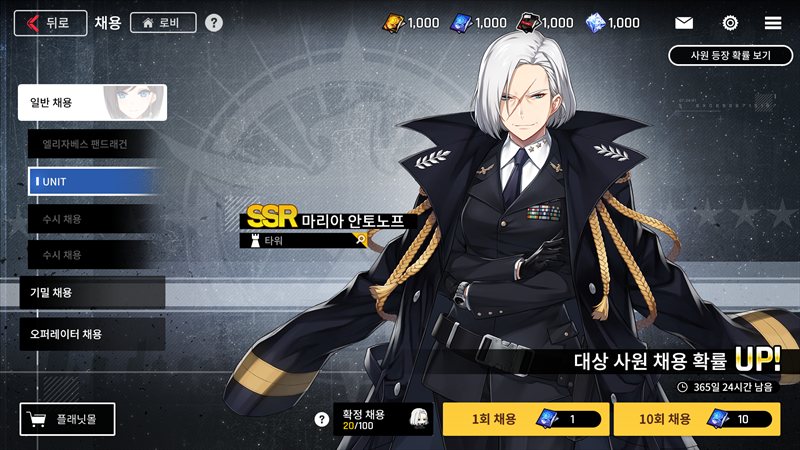 뒤로 채용 로비 ?
1,000 1,000 1,000 1,000
사원 등장 확률 보기
일반 채용
엘리자베스 팬드래건
UNIT
수시 채용
수시 채용
기밀 채용
오퍼레이터 채용
SSR 마리아 안토노프
타워
대상 사원 채용 확률 UP!
365일 24시간 남음
플래닛몰
?
확정 채용
20/100
1회 채용 1
10회 채용 10